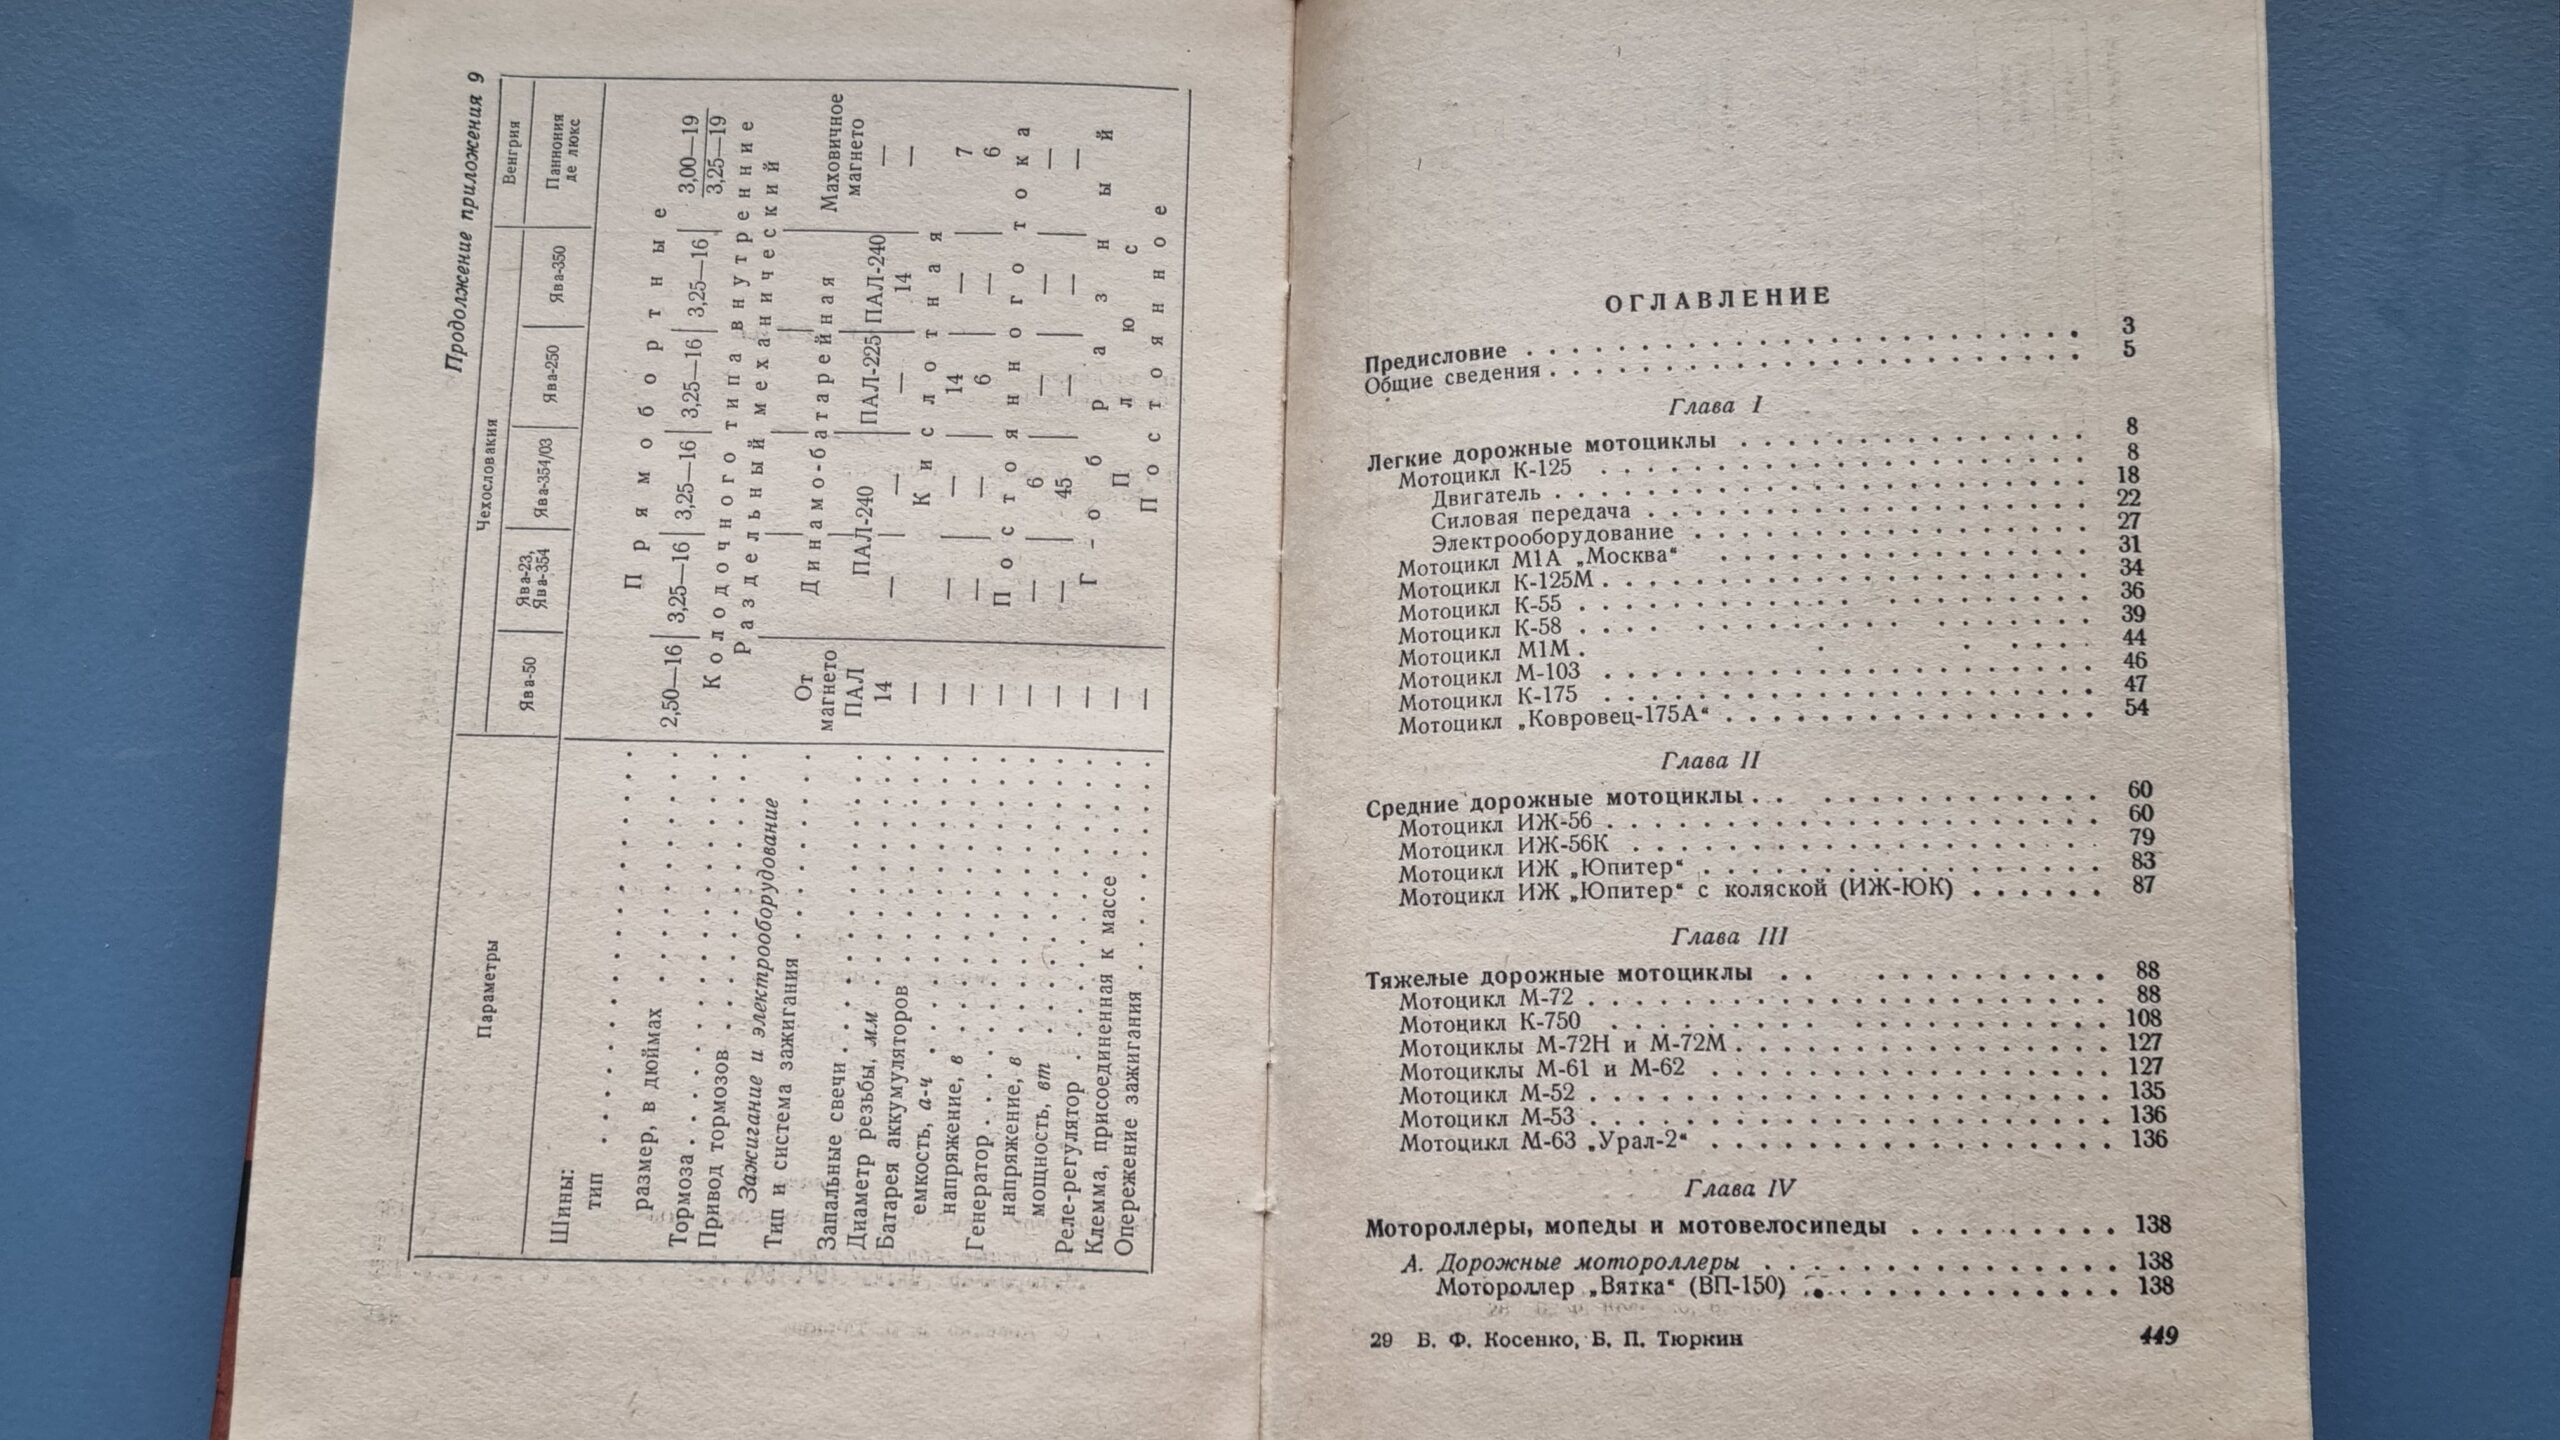 Продолжение приложения 9
Параметры
Чехословакия
Венгрия
Ява-50
Ява-23, Ява-354
Ява-354/03
Ява-250
Ява-350
Паннония де люкс
Шины:
тип
Прямобортные
размер, в дюймах 2,50—16 3,25—16 3,25—16 3,25—16 3,25—16 3,00—19 3,25—19
Тормоза Колодочного типа внутренние
Привод тормозов Раздельный механический
Зажигание и электрооборудование
Тип и система зажигания От магнето Динамо-батарейная Маховичное магнето
Запальные свечи ПАЛ ПАЛ-240 ПАЛ-225 ПАЛ-240 —
Диаметр резьбы, мм 14 — — — 14 —
Батарея аккумуляторов — Кислотная
емкость, а-ч — — — 14 — 7
напряжение, в — — — 6 — 6
Генератор — Постоянного тока
напряжение, в — — 6 — — —
мощность, вт — — 45 — — —
Реле-регулятор — Г-образный
Клемма, присоединенная к массе — Плюс
Опережение зажигания — Постоянное
ОГЛАВЛЕНИЕ
Предисловие 3
Общие сведения 5
Глава I
Легкие дорожные мотоциклы 8
Мотоцикл К-125 8
Двигатель 18
Силовая передача 22
Электрооборудование 27
Мотоцикл М1А „Москва“ 31
Мотоцикл К-125М 34
Мотоцикл К-55 36
Мотоцикл К-58 39
Мотоцикл М1М 44
Мотоцикл М-103 46
Мотоцикл К-175 47
Мотоцикл „Ковровец-175А“ 54
Глава II
Средние дорожные мотоциклы 60
Мотоцикл ИЖ-56 60
Мотоцикл ИЖ-56К 79
Мотоцикл ИЖ „Юпитер“ 83
Мотоцикл ИЖ „Юпитер“ с коляской (ИЖ-ЮК) 87
Глава III
Тяжелые дорожные мотоциклы 88
Мотоцикл М-72 88
Мотоцикл К-750 108
Мотоциклы М-72Н и М-72М 127
Мотоциклы М-61 и М-62 127
Мотоцикл М-52 135
Мотоцикл М-53 136
Мотоцикл М-63 „Урал-2“ 136
Глава IV
Мотороллеры, мопеды и мотовелосипеды 138
А. Дорожные мотороллеры 138
Мотороллер „Вятка“ (ВП-150) 138
29 Б. Ф. Косенко, Б. П. Тюркин 449